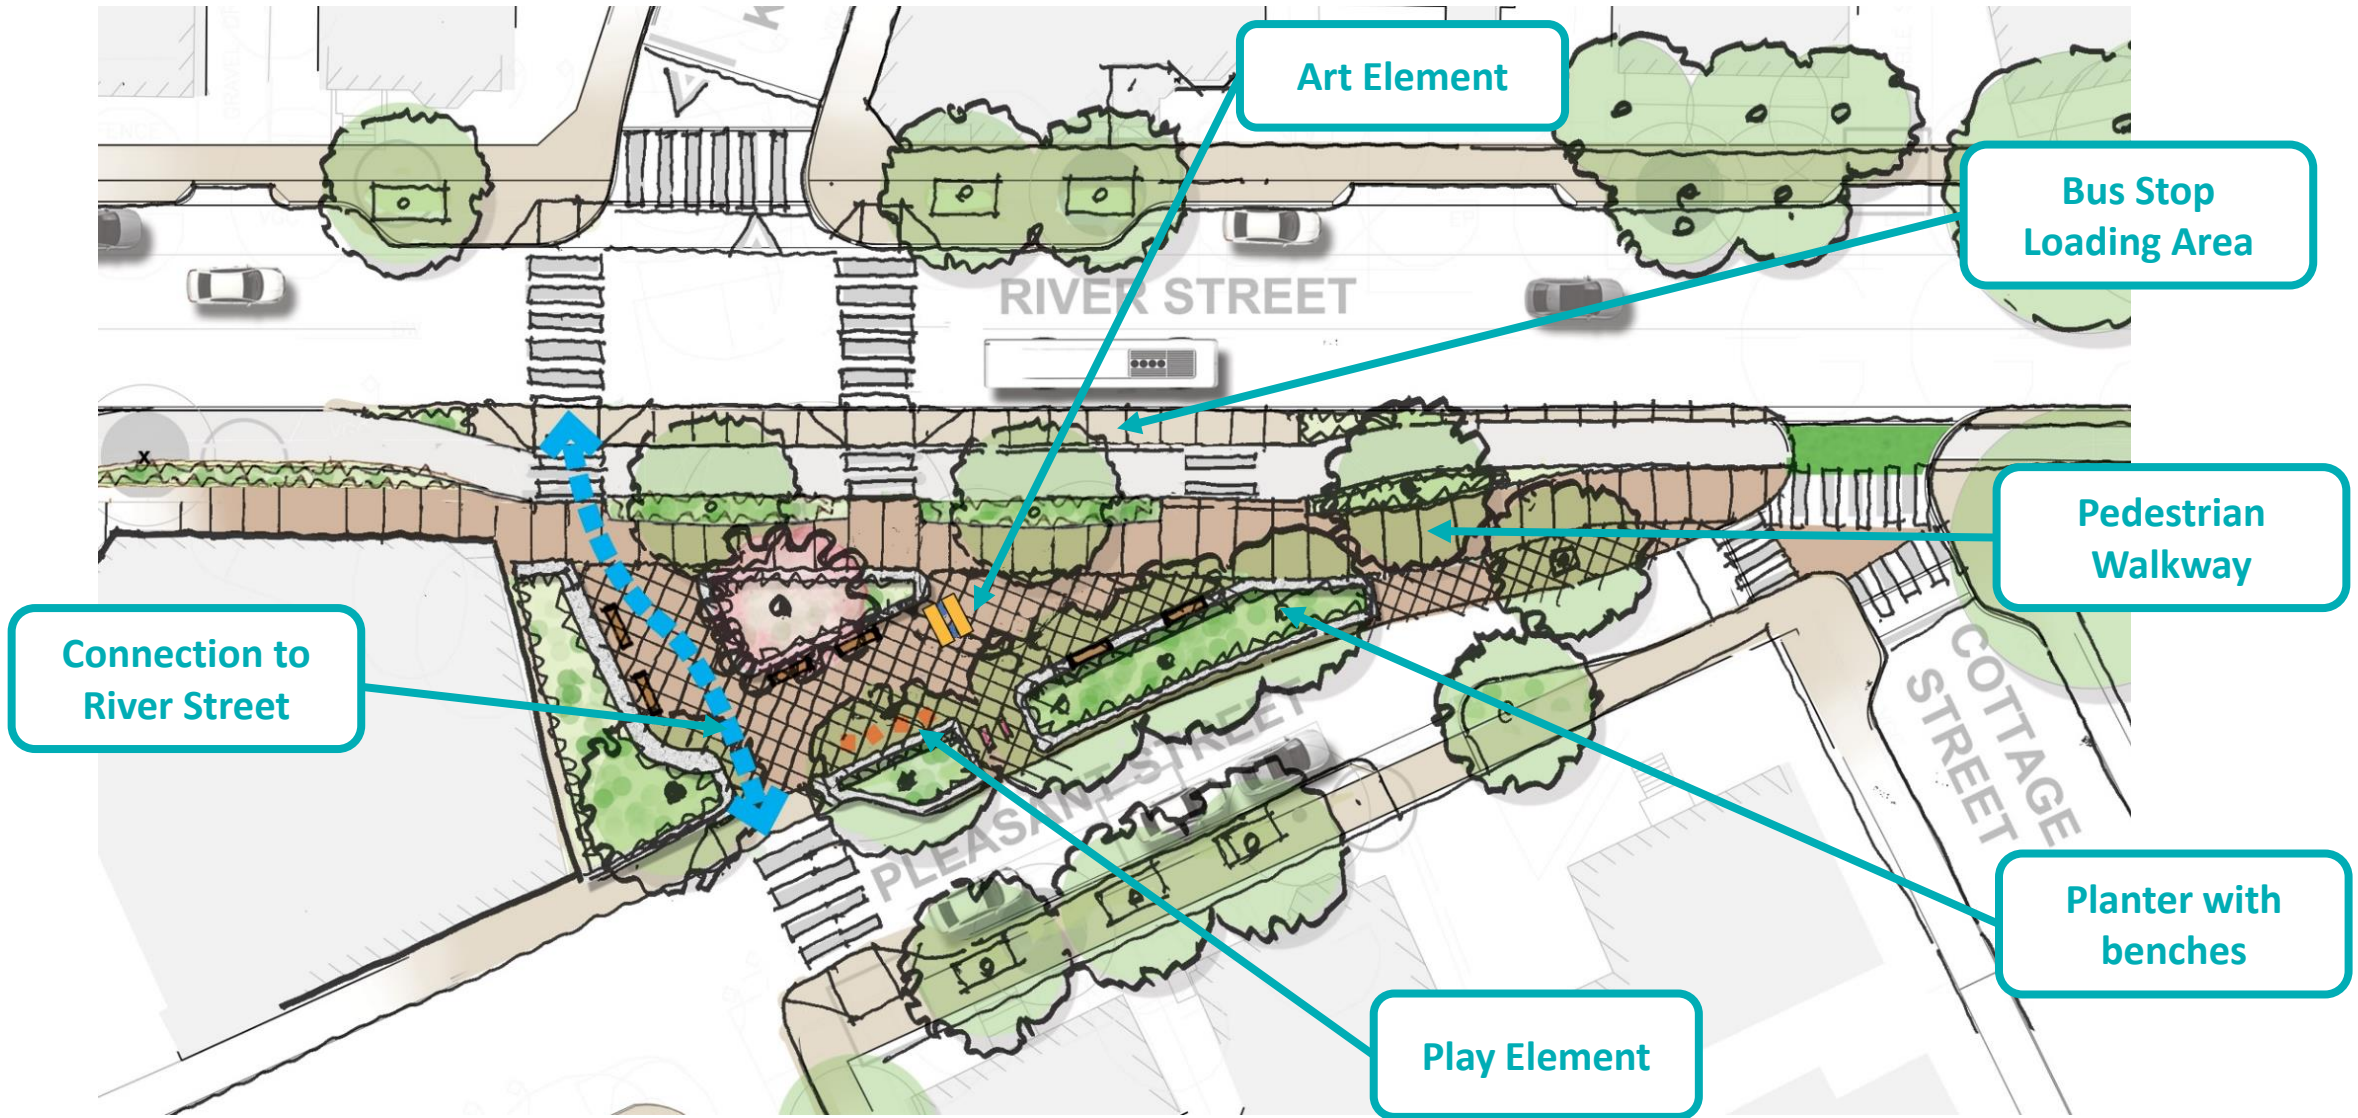 Art Element
Bus Stop
Loading Area
RIVER STREET
Pedestrian
Walkway
Connection to
River Street
COTTAGE
STREET
PLEASANT STREET
Planter with
benches
Play Element
x